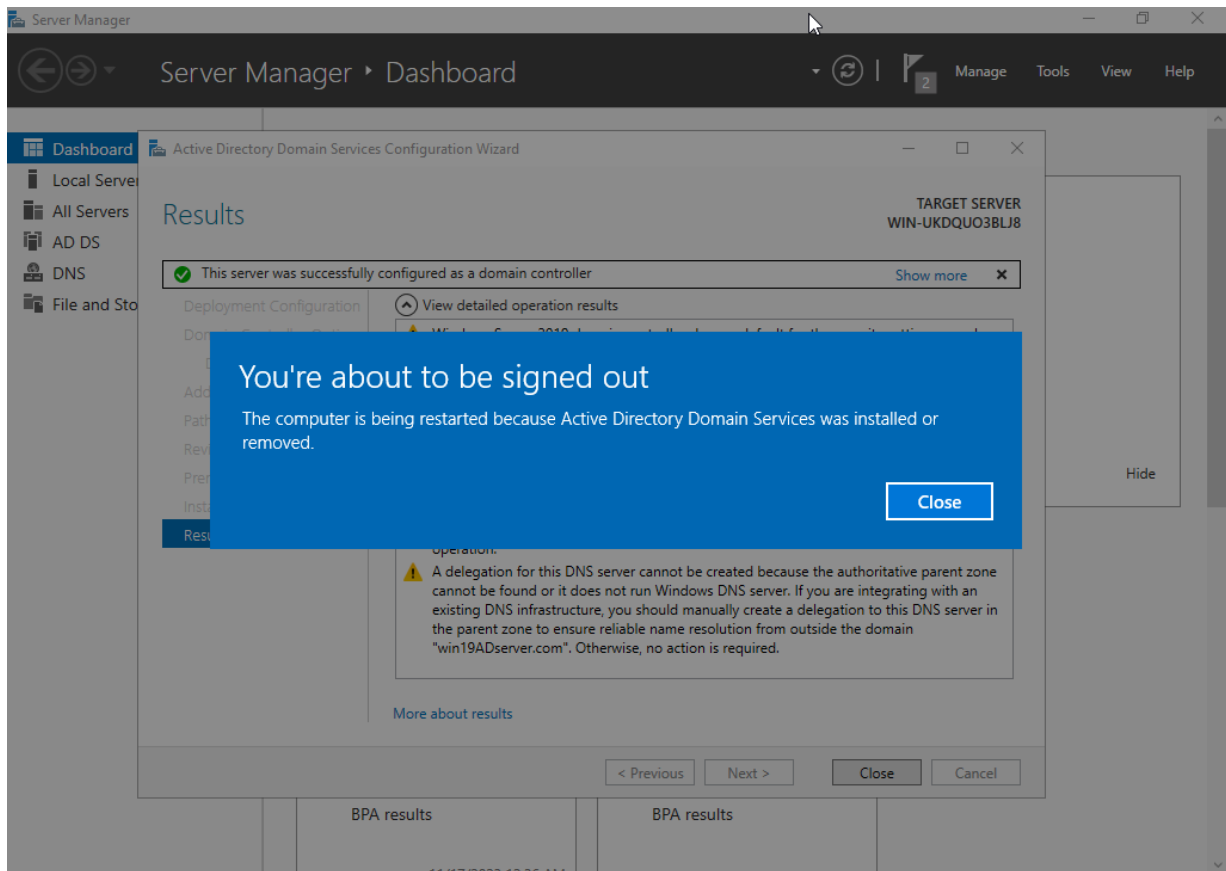 Server Manager
Server Manager Dashboard
2
Manage
Tools
View
Help
Dashboard
Local Server
All Servers
AD DS
DNS
File and Sto
Active Directory Domain Services Configuration Wizard
Results
TARGET SERVER
WIN-UKDQUO3BLJ8
This server was successfully configured as a domain controller
Show more
Deployment Configuration
View detailed operation results
You're about to be signed out
The computer is being restarted because Active Directory Domain Services was installed or
removed.
Close
Hide
operation.
A delegation for this DNS server cannot be created because the authoritative parent zone
cannot be found or it does not run Windows DNS server. If you are integrating with an
existing DNS infrastructure, you should manually create a delegation to this DNS server in
the parent zone to ensure reliable name resolution from outside the domain
"win19ADserver.com". Otherwise, no action is required.
More about results
< Previous
Next >
Close
Cancel
BPA results
BPA results